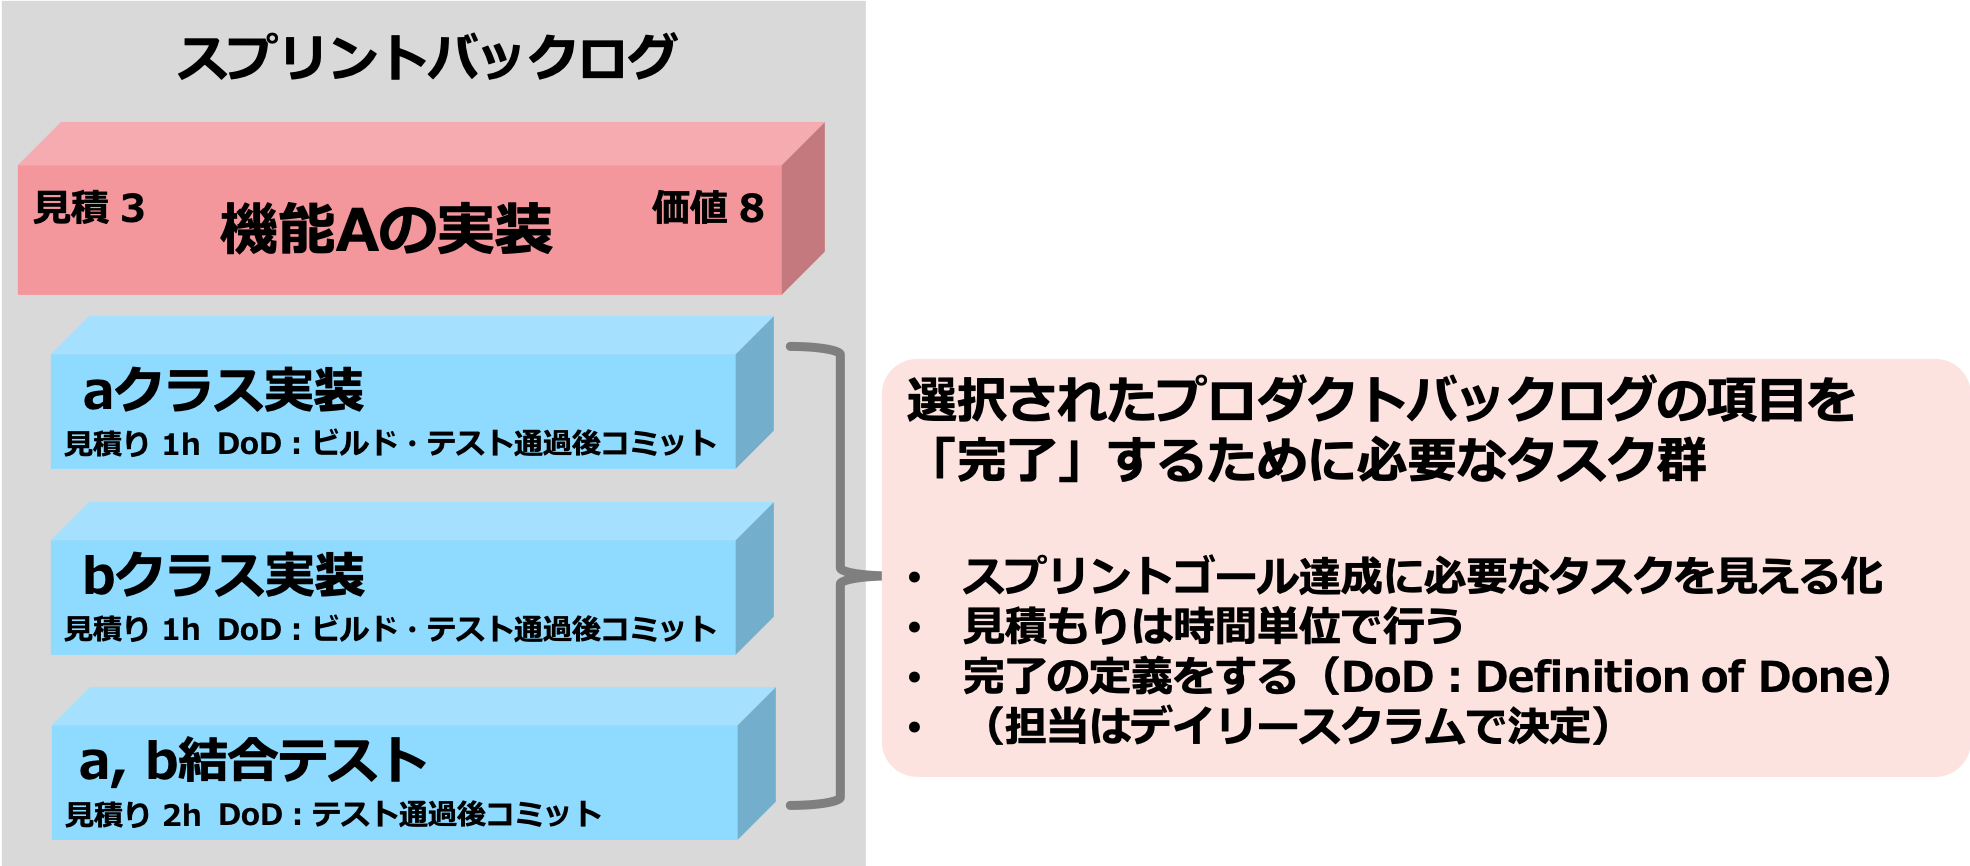 スプリントバックログ
見積 3
機能Aの実装
価値 8
aクラス実装
見積り 1h DoD：ビルド・テスト通過後コミット
bクラス実装
見積り 1h DoD：ビルド・テスト通過後コミット
a, b結合テスト
見積り 2h DoD：テスト通過後コミット
選択されたプロダクトバックログの項目を
「完了」するために必要なタスク群
• スプリントゴール達成に必要なタスクを見える化
• 見積もりは時間単位で行う
• 完了の定義をする（DoD：Definition of Done）
• （担当はデイリースクラムで決定）